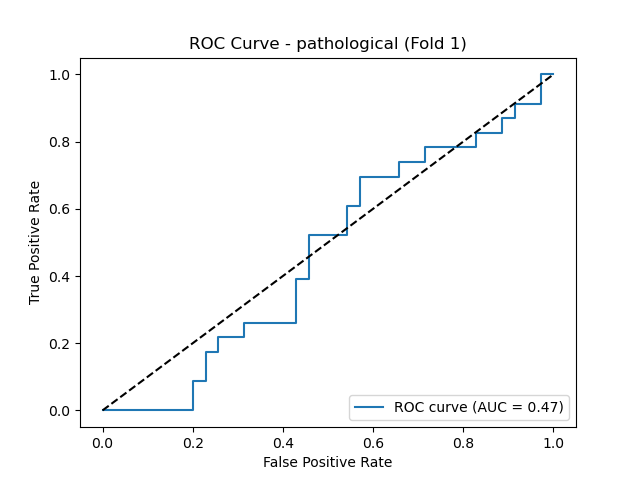 ROC Curve - pathological (Fold 1)
1.0
0.8
0.6
0.4
0.2
0.0
True Positive Rate
ROC curve (AUC = 0.47)
0.0 0.2 0.4 0.6 0.8 1.0
False Positive Rate